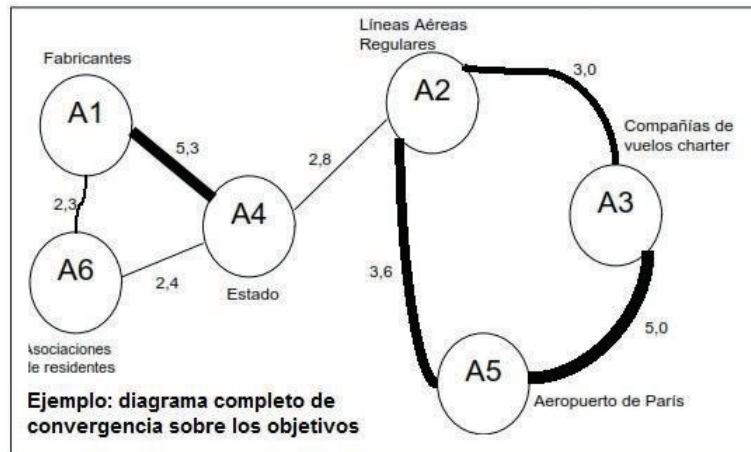 Líneas Aéreas
Regulares
Fabricantes
A1
A2
3,0
5,3
Compañías de
vuelos charter
2,8
A3
2,3
A4
A6
2,4
Estado
3,6
5,0
Asociaciones
de residentes
A5
Aeropuerto de París
Ejemplo: diagrama completo de
convergencia sobre los objetivos